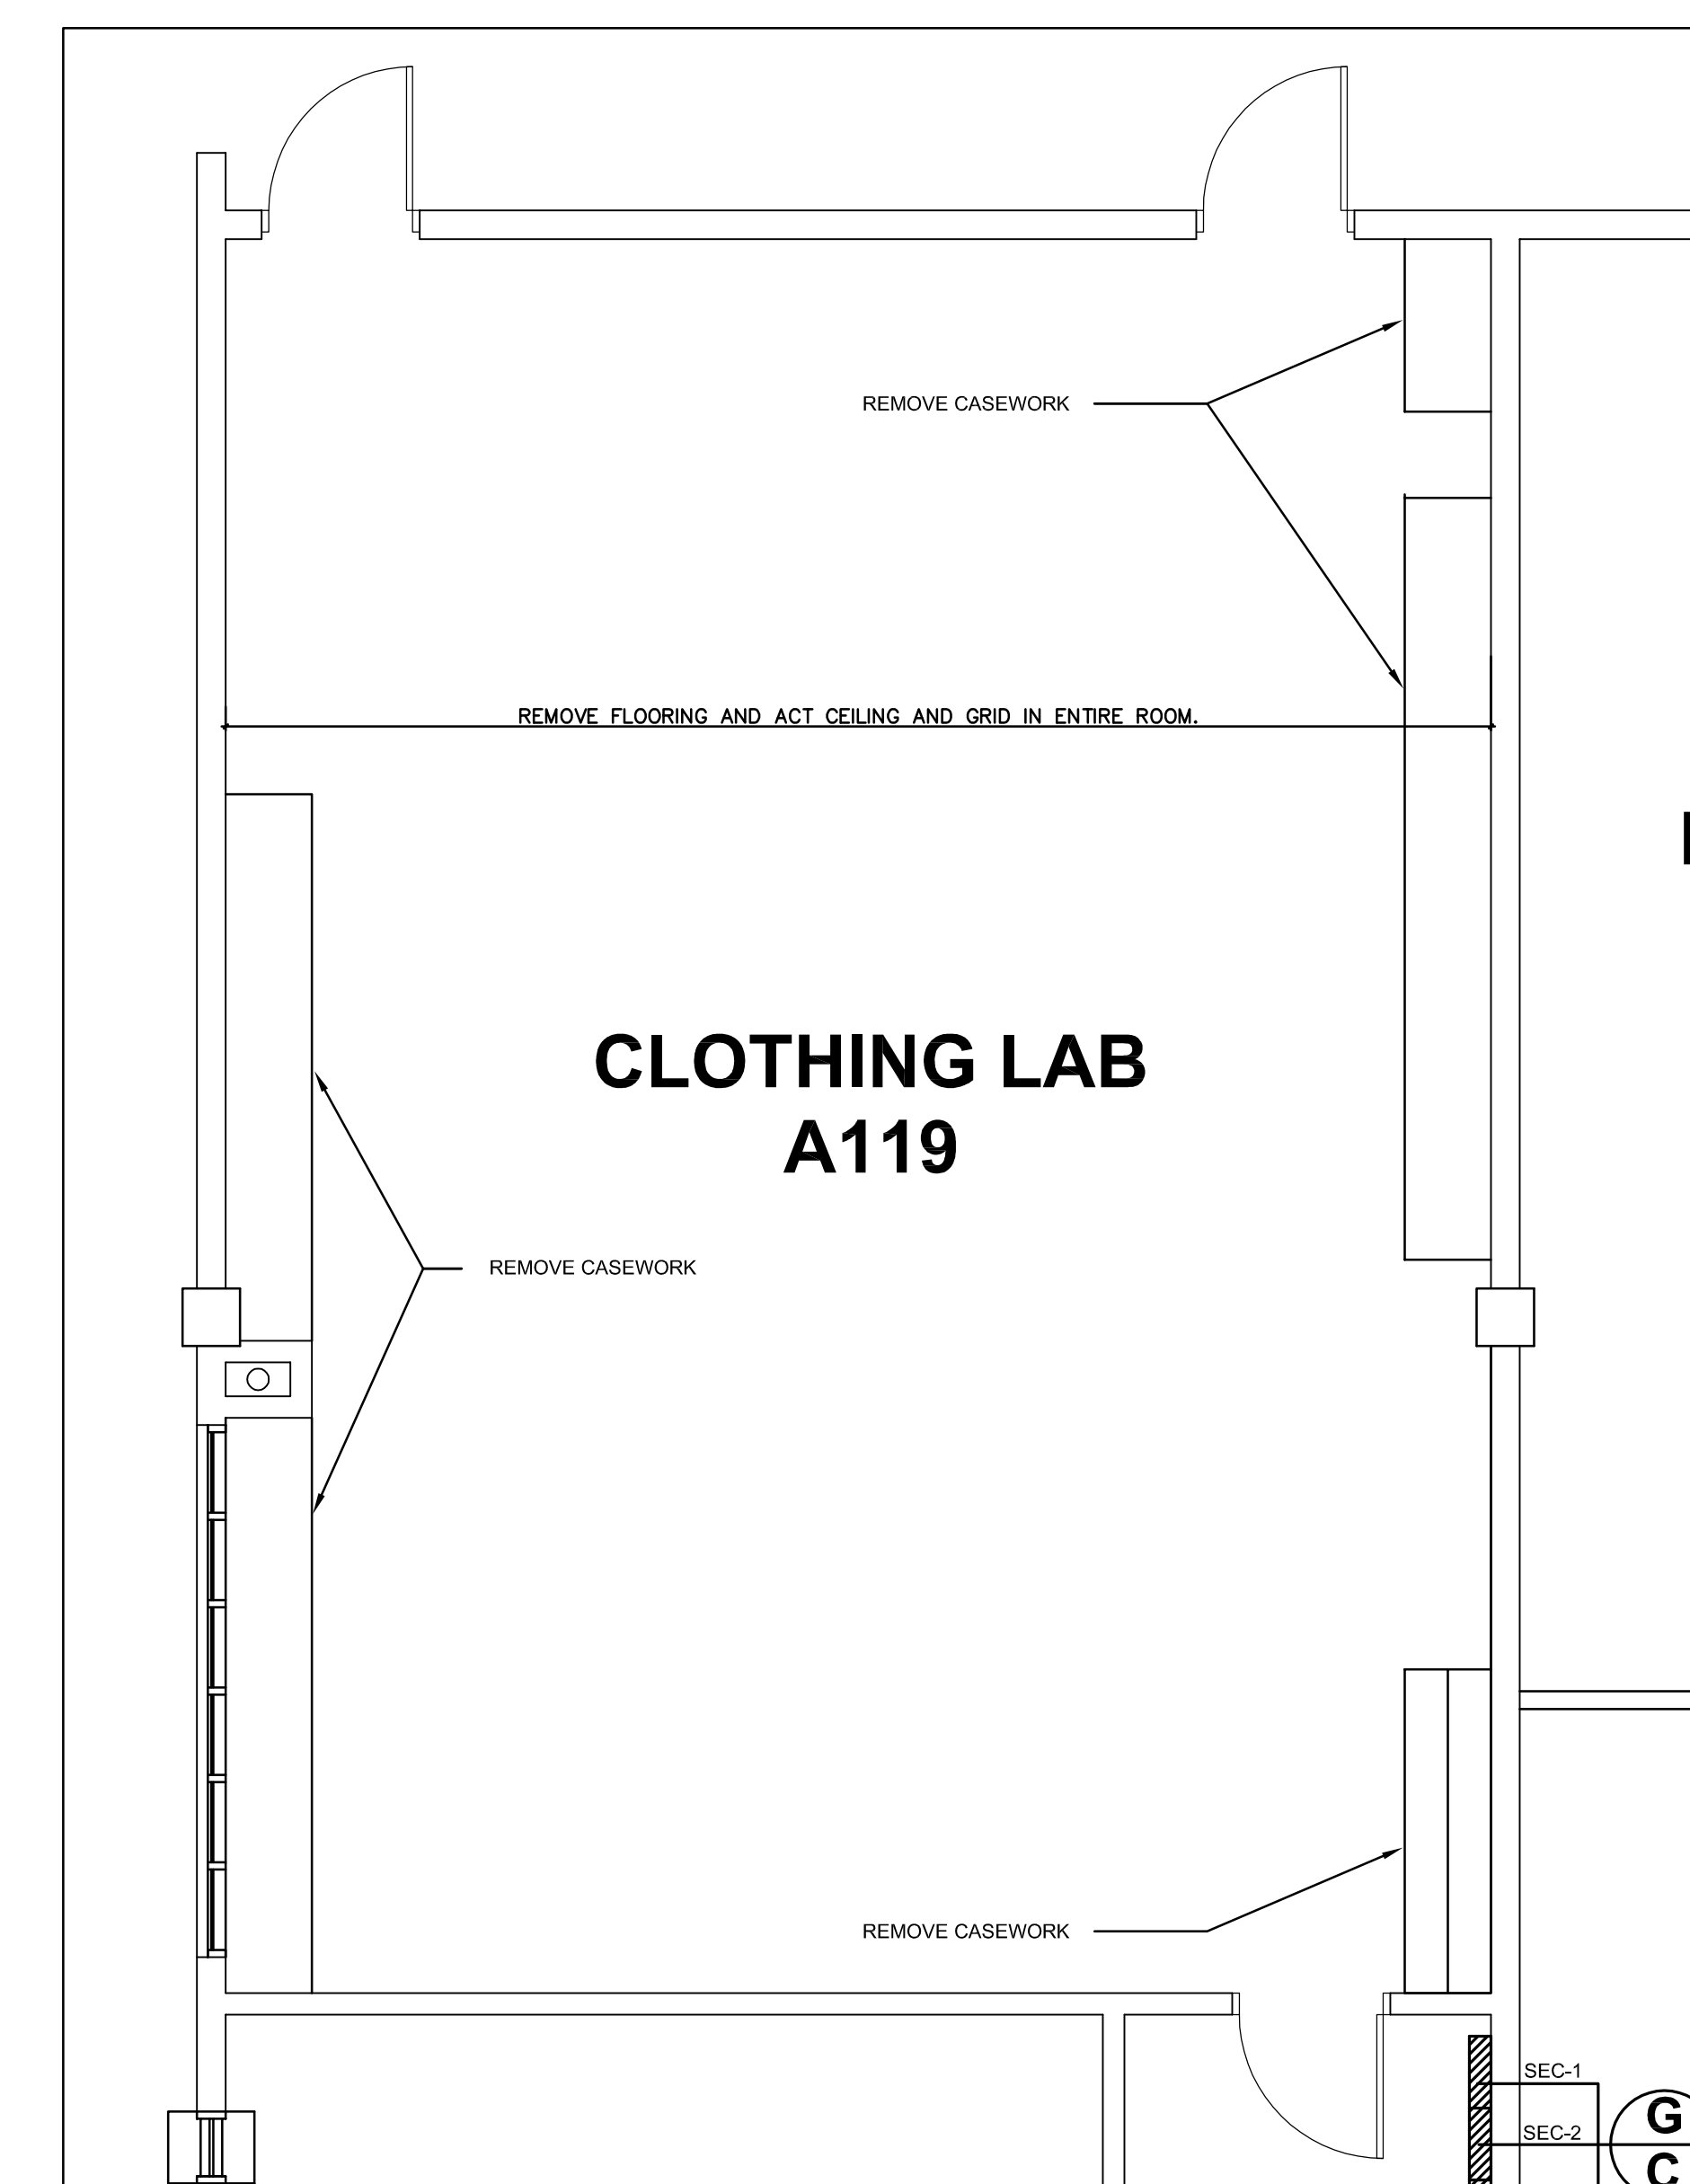 REMOVE CASEWORK
REMOVE FLOORING AND ACT CEILING AND GRID IN ENTIRE ROOM.
CLOTHING LAB
A119
REMOVE CASEWORK
REMOVE CASEWORK
SEC-1
G
SEC-2
C